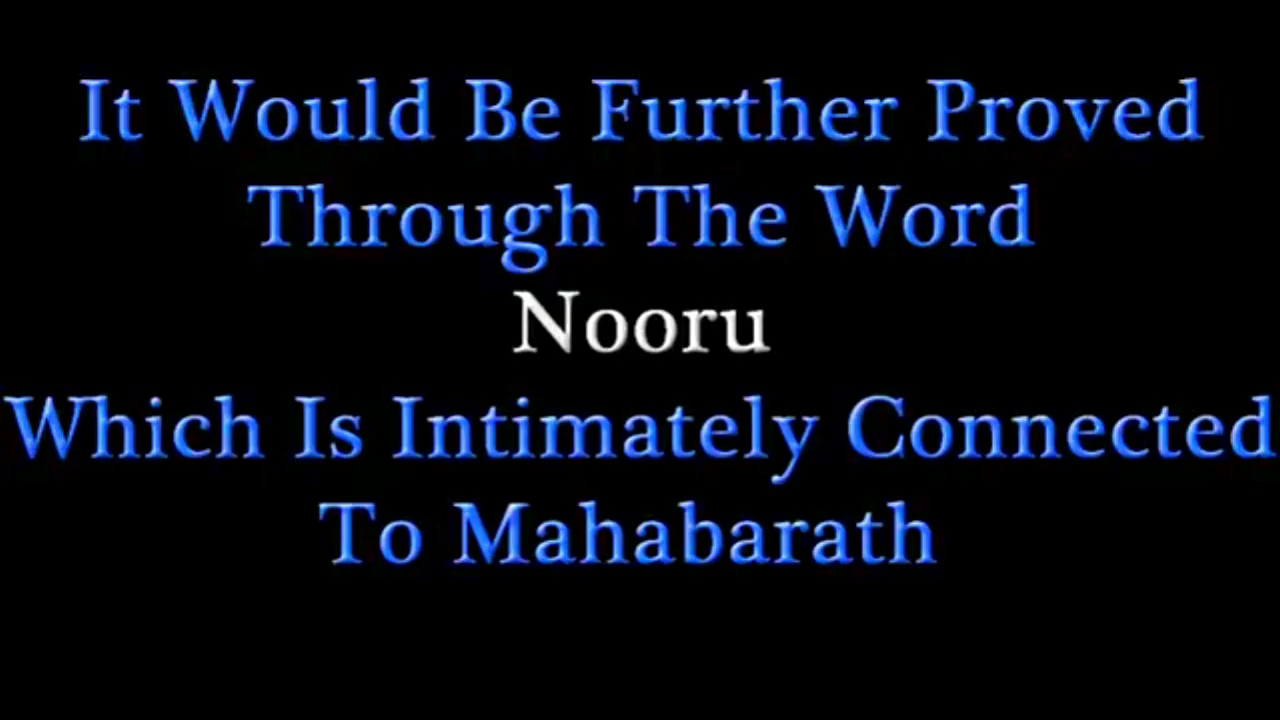 It Would Be Further Proved
Through The Word
Nooru
Which Is Intimately Connected
To Mahabarath